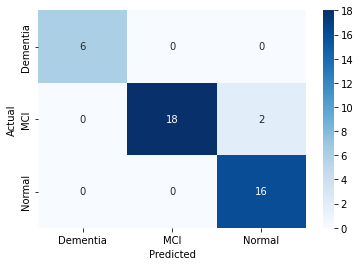 Dementia 6 0 0
MCI 0 18 2
Normal 0 0 16
Actual
Dementia MCI Normal
Predicted
18
16
14
12
10
8
6
4
2
0